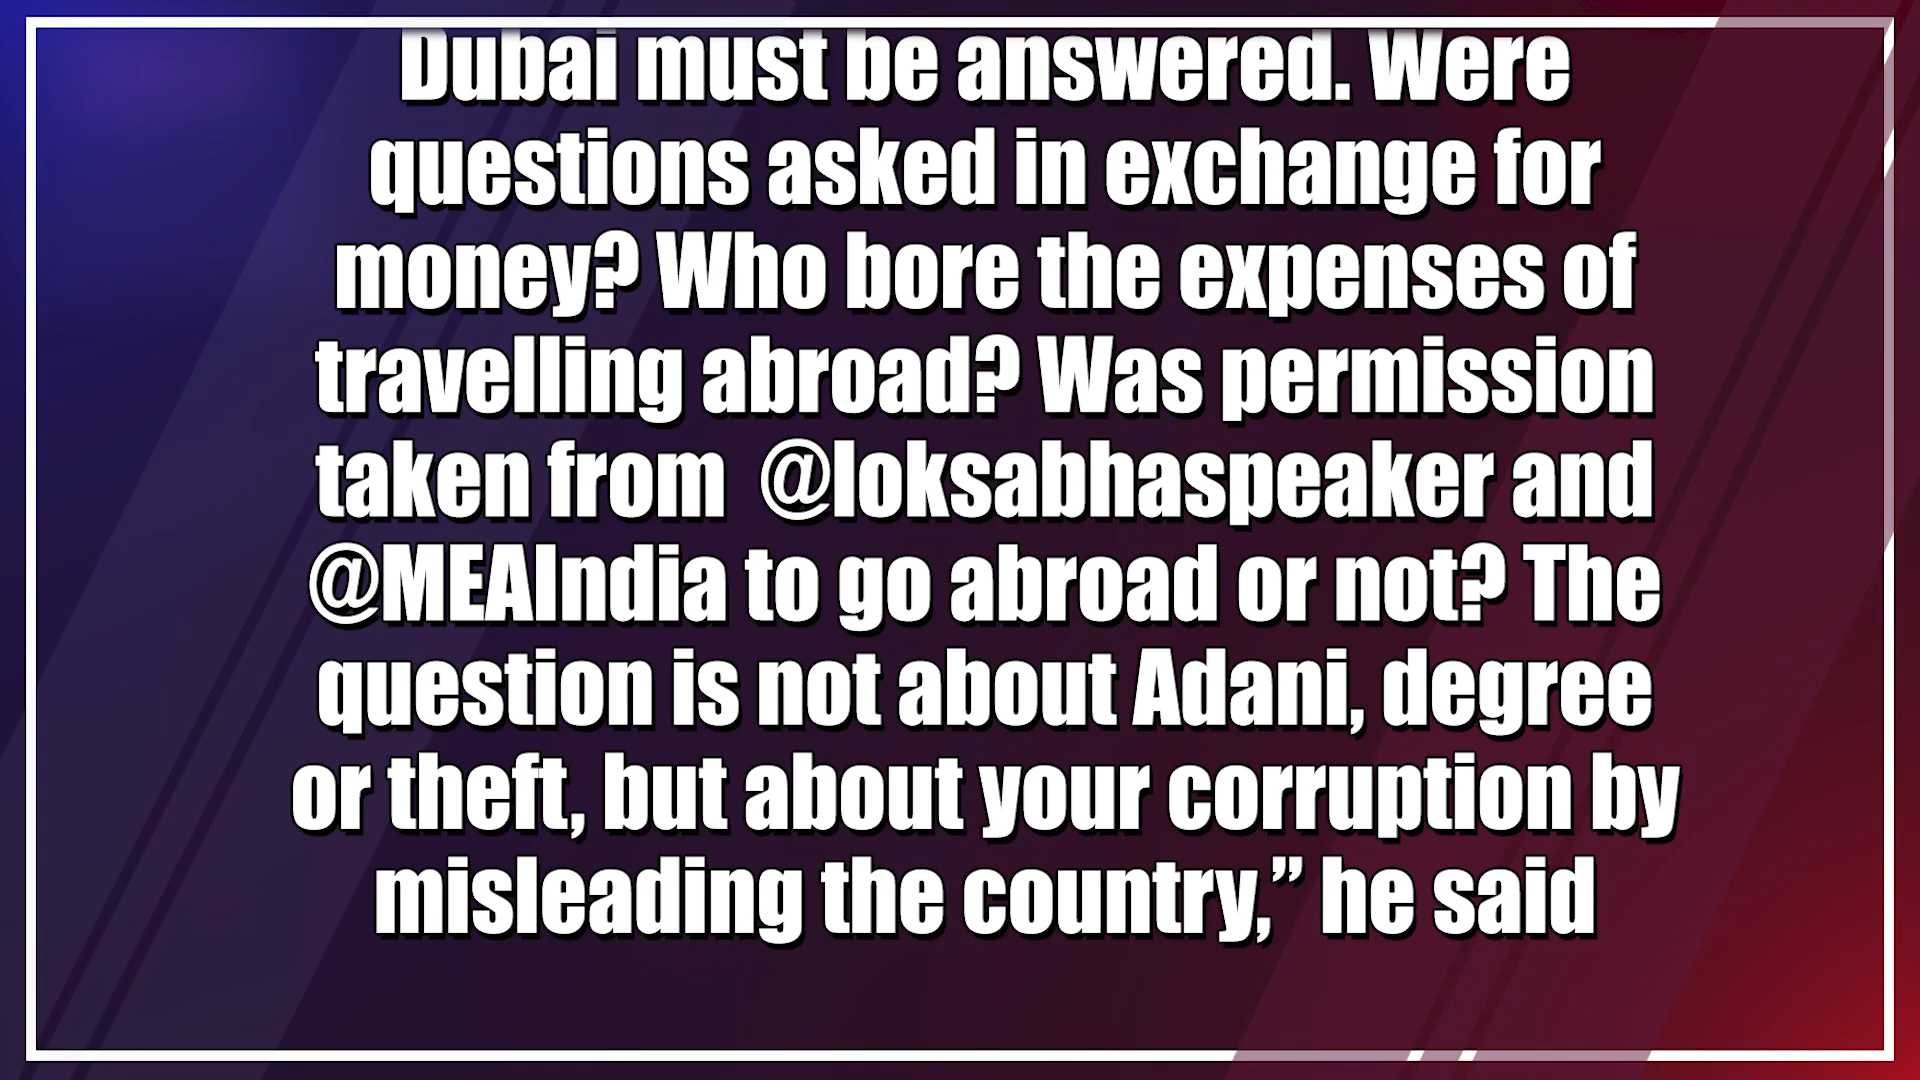 Dubai must be answered. Were
questions asked in exchange for
money? Who bore the expenses of
travelling abroad? Was permission
taken from  @loksabhaspeaker and
@MEAIndia to go abroad or not? The
question is not about Adani, degree
or theft, but about your corruption by
misleading the country,” he said